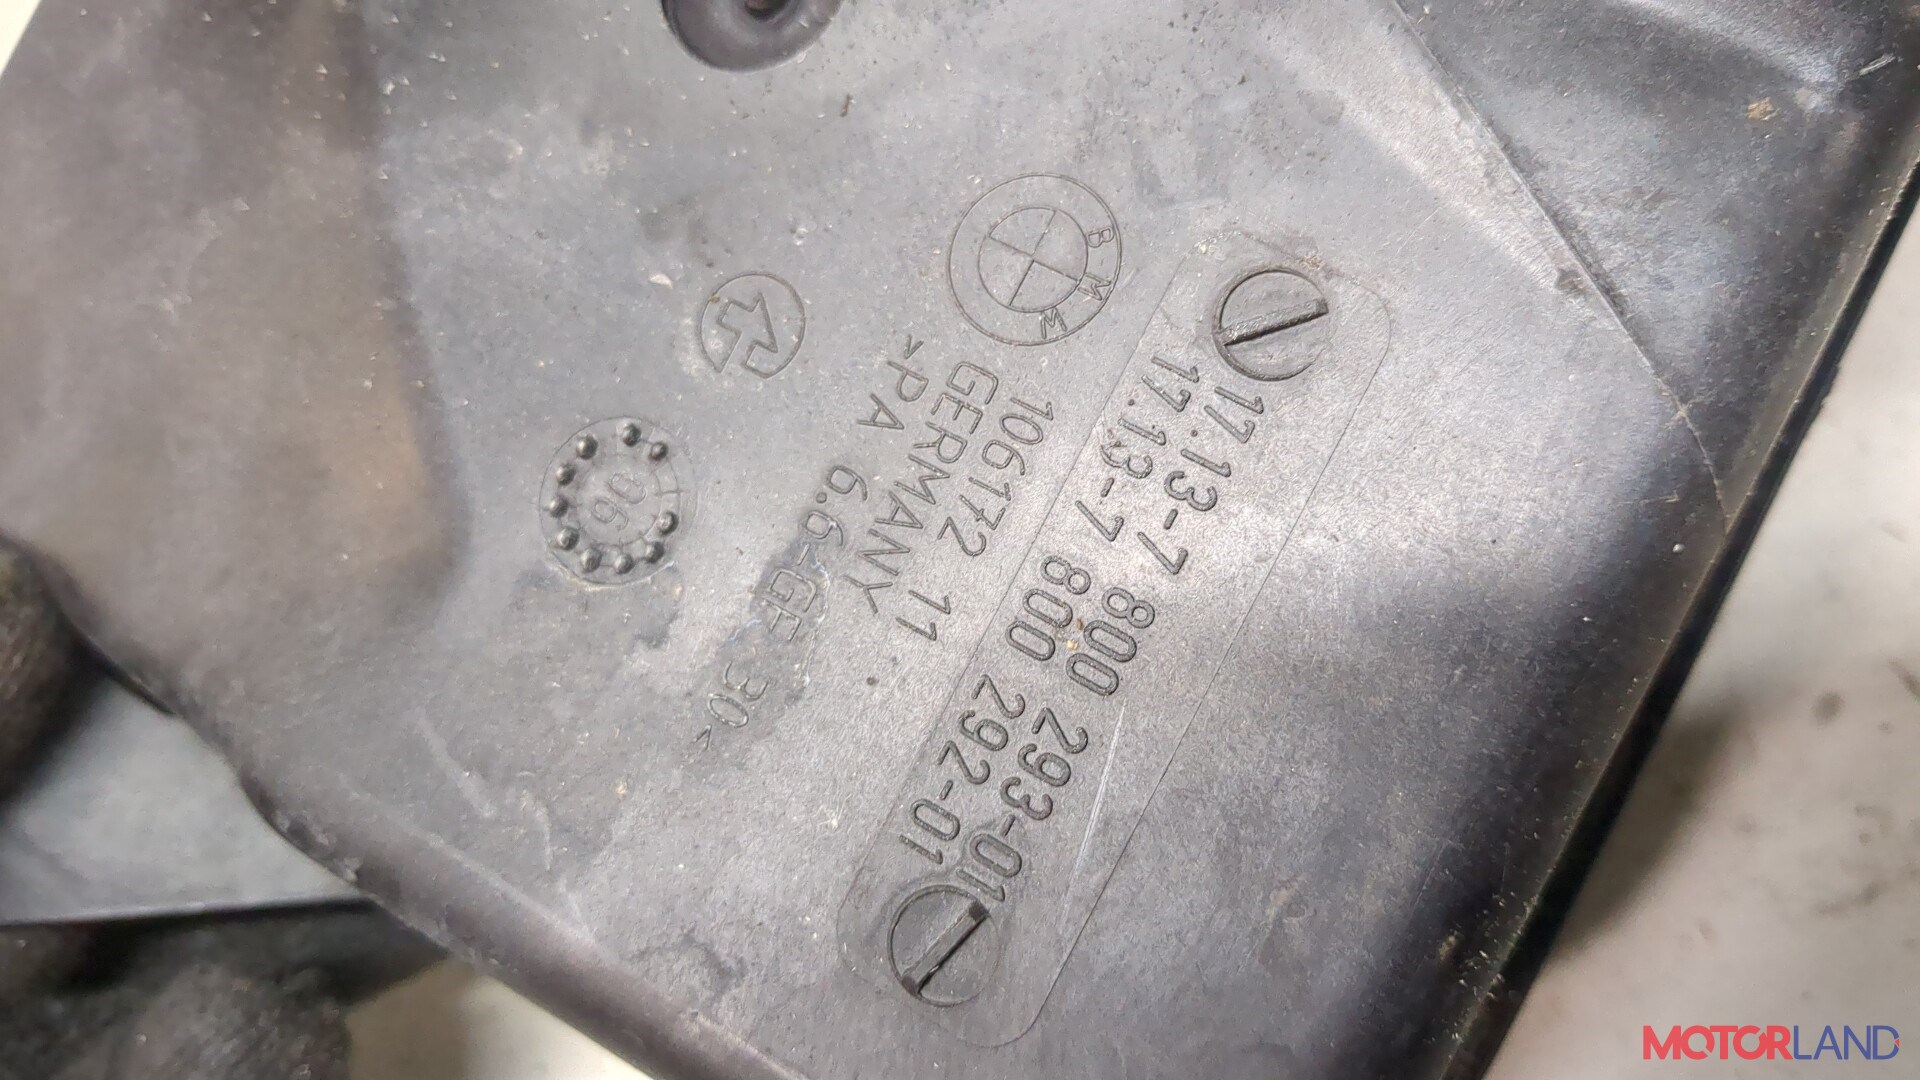 BMW
17.13-7 800 293-01
17.13-7 800 292-01
106172 11
GERMANY
>PA 6.6-GF 30<
06
MOTORLAND